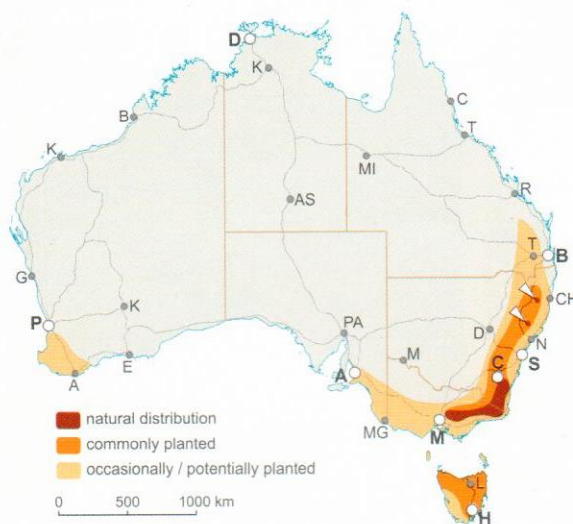 D
K
C
B
T
K
MI
R
AS
T
B
G
K
CH
P
PA
D
N
M
S
E
A
A
C
MG
M
natural distribution
commonly planted
occasionally / potentially planted
L
0 500 1000 km
H